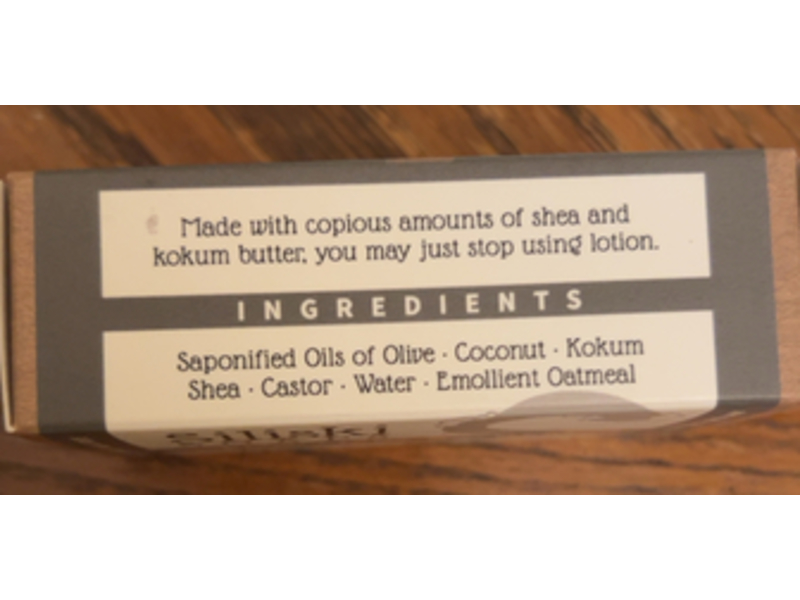 Made with copious amounts of shea and
kokum butter, you may just stop using lotion.
INGREDIENTS
Saponified Oils of Olive · Coconut · Kokum
Shea · Castor · Water · Emollient Oatmeal